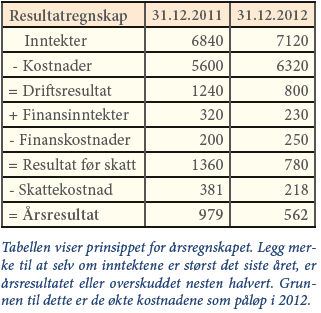 Resultatregnskap 31.12.2011 31.12.2012
Inntekter 6840 7120
- Kostnader 5600 6320
= Driftsresultat 1240 800
+ Finansinntekter 320 230
- Finanskostnader 200 250
= Resultat før skatt 1360 780
- Skattekostnad 381 218
= Årsresultat 979 562
Tabellen viser prinsippet for årsregnskapet. Legg mer-
ke til at selv om inntektene er størst det siste året, er
årsresultatet eller overskuddet nesten halvert. Grun-
nen til dette er de økte kostnadene som påløp i 2012.